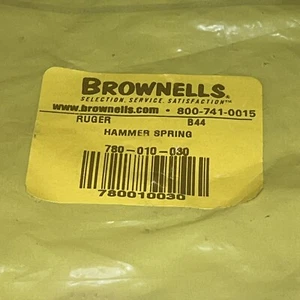 BROWNELLS.
SELECTION. SERVICE. SATISFACTION™
www.brownells.com • 800-741-0015
RUGER B44
HAMMER SPRING
780-010-030
780010030